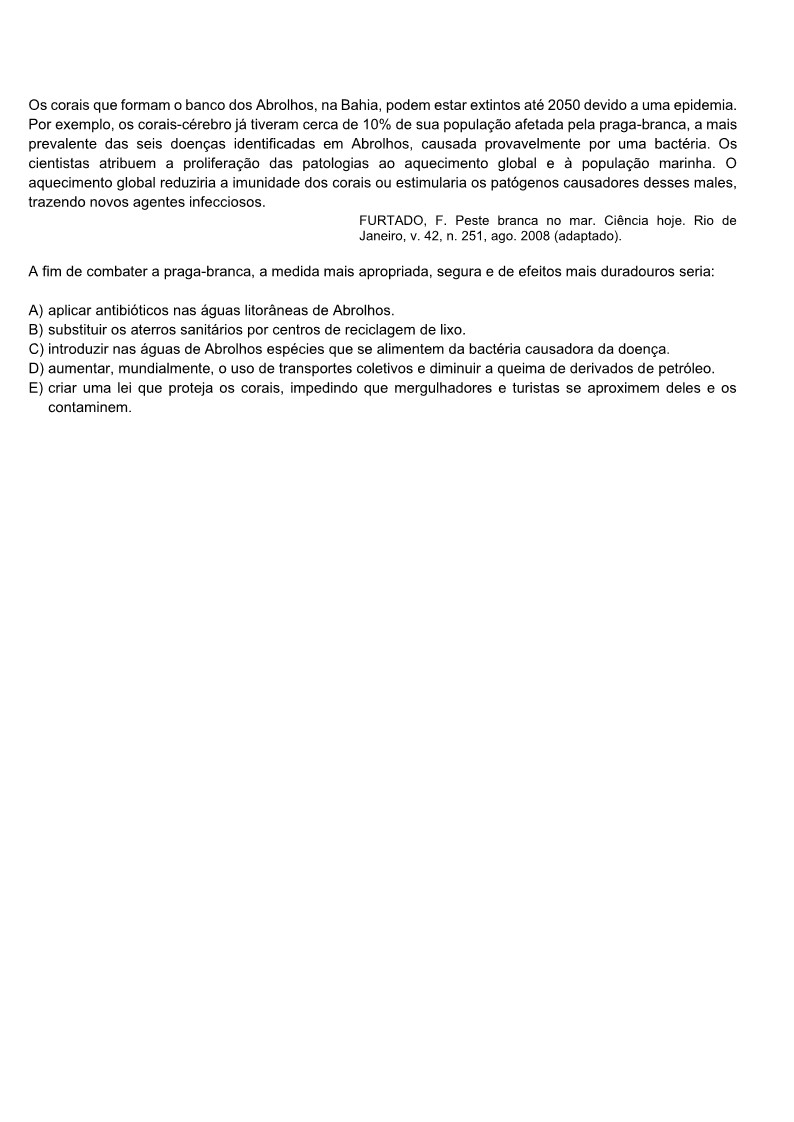 Os corais que formam o banco dos Abrolhos, na Bahia, podem estar extintos até 2050 devido a uma epidemia.
Por exemplo, os corais-cérebro já tiveram cerca de 10% de sua população afetada pela praga-branca, a mais
prevalente das seis doenças identificadas em Abrolhos, causada provavelmente por uma bactéria. Os
cientistas atribuem a proliferação das patologias ao aquecimento global e à população marinha. O
aquecimento global reduziria a imunidade dos corais ou estimularia os patógenos causadores desses males,
trazendo novos agentes infecciosos.
FURTADO, F. Peste branca no mar. Ciência hoje. Rio de
Janeiro, v. 42, n. 251, ago. 2008 (adaptado).
A fim de combater a praga-branca, a medida mais apropriada, segura e de efeitos mais duradouros seria:
A) aplicar antibióticos nas águas litorâneas de Abrolhos.
B) substituir os aterros sanitários por centros de reciclagem de lixo.
C) introduzir nas águas de Abrolhos espécies que se alimentem da bactéria causadora da doença.
D) aumentar, mundialmente, o uso de transportes coletivos e diminuir a queima de derivados de petróleo.
E) criar uma lei que proteja os corais, impedindo que mergulhadores e turistas se aproximem deles e os
contaminem.